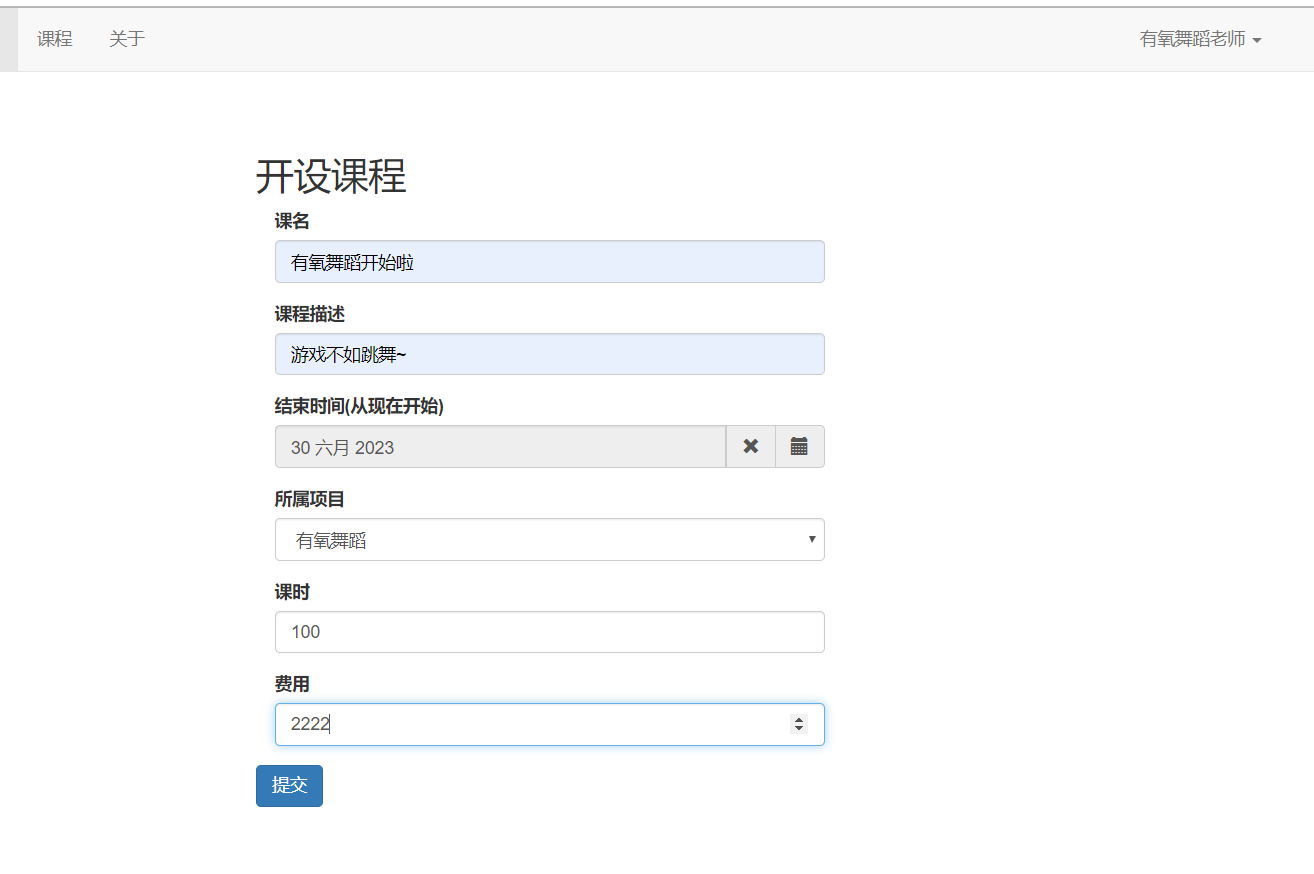 课程 关于 有氧舞蹈老师
开设课程
课名
有氧舞蹈开始啦
课程描述
游戏不如跳舞~
结束时间(从现在开始)
30 六月 2023
所属项目
有氧舞蹈
课时
100
费用
2222
提交